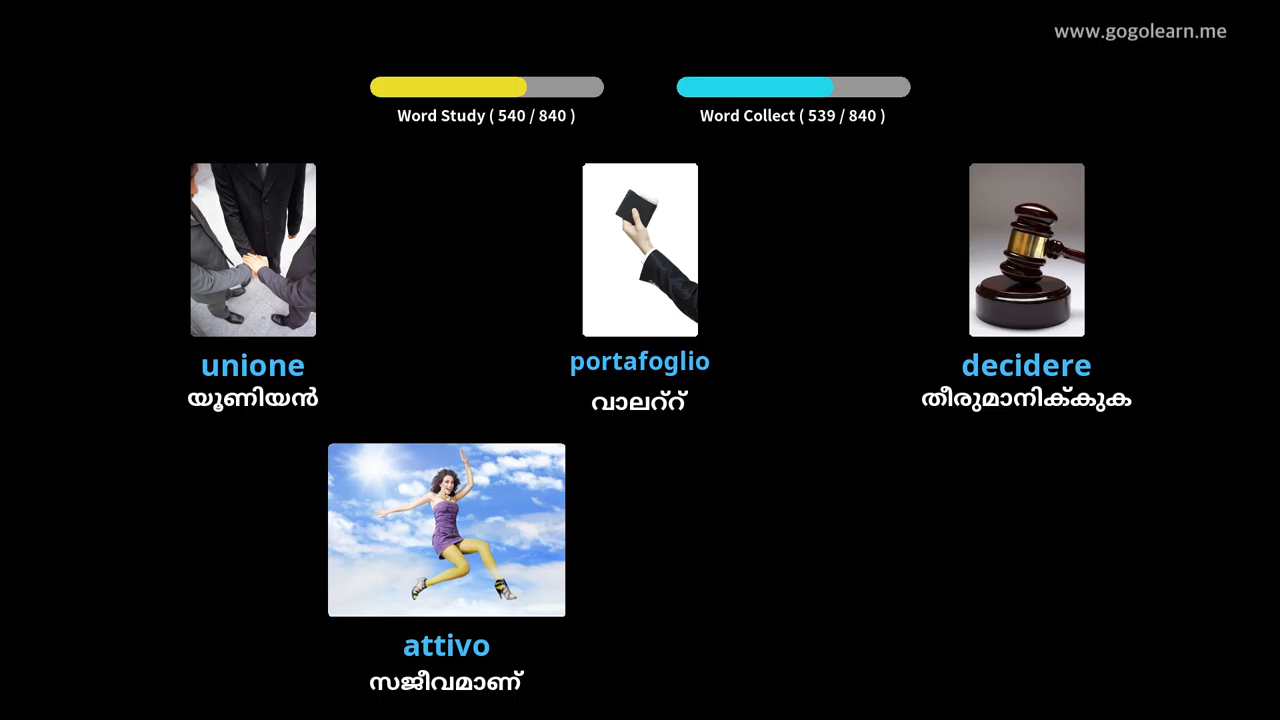 www.gogolearn.me
Word Study ( 540 / 840 )
Word Collect ( 539 / 840 )
unione
യൂണിയൻ
portafoglio
വാലറ്റ്
decidere
തീരുമാനിക്കുക
attivo
സജീവമാണ്